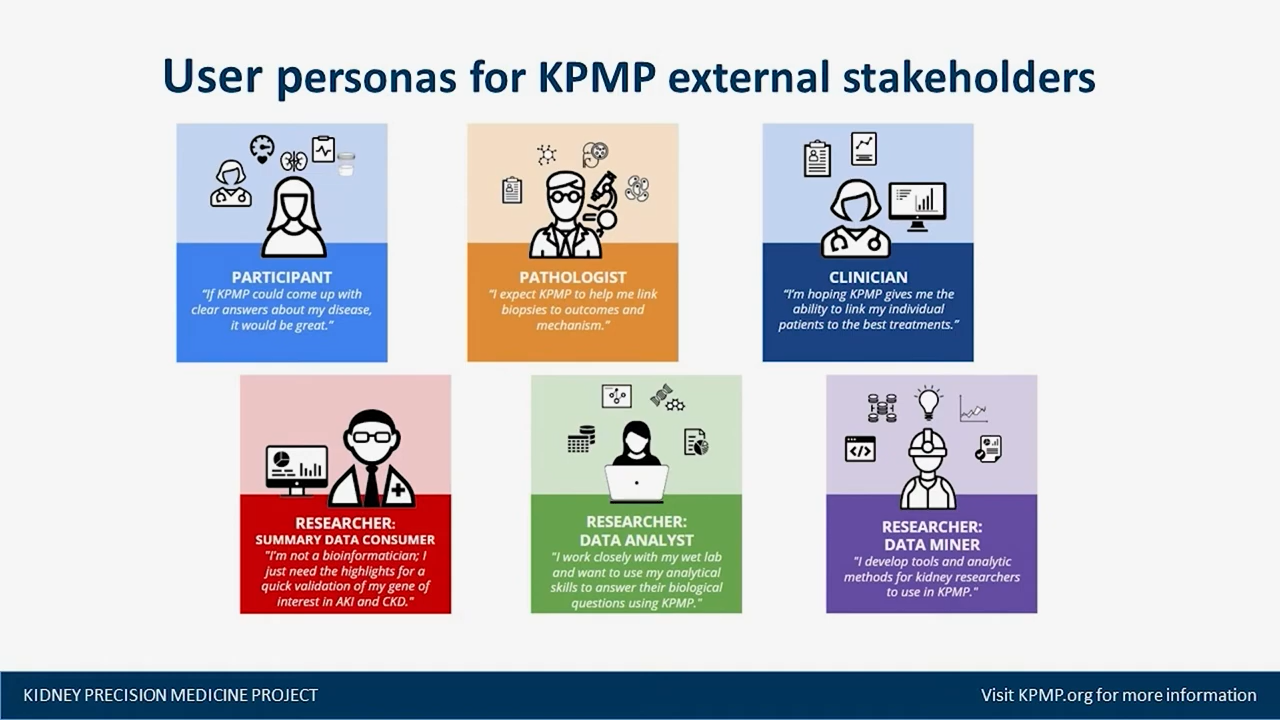 User personas for KPMP external stakeholders
PARTICIPANT
“If KPMP could come up with
clear answers about my disease,
it would be great.”
PATHOLOGIST
“I expect KPMP to help me link
biopsies to outcomes and
mechanism.”
CLINICIAN
“I’m hoping KPMP gives me the
ability to link my individual
patients to the best treatments.”
RESEARCHER:
SUMMARY DATA CONSUMER
"I'm not a bioinformatician; I
just need the highlights for a
quick validation of my gene of
interest in AKI and CKD."
RESEARCHER:
DATA ANALYST
"I work closely with my wet lab
and want to use my analytical
skills to answer their biological
questions using KPMP."
RESEARCHER:
DATA MINER
"I develop tools and analytic
methods for kidney researchers
to use in KPMP."
KIDNEY PRECISION MEDICINE PROJECT
Visit KPMP.org for more information